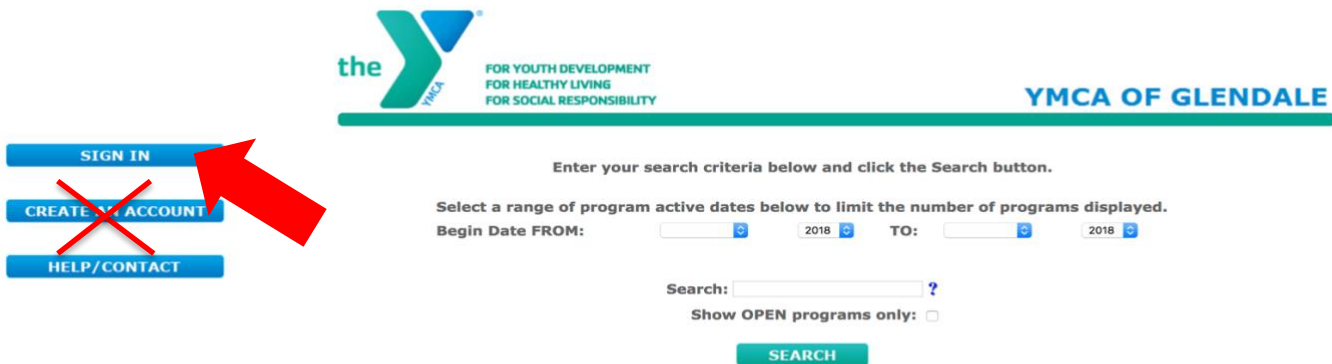 the
YMCA
FOR YOUTH DEVELOPMENT
FOR HEALTHY LIVING
FOR SOCIAL RESPONSIBILITY
YMCA OF GLENDALE
SIGN IN
CREATE AN ACCOUNT
HELP/CONTACT
Enter your search criteria below and click the Search button.
Select a range of program active dates below to limit the number of programs displayed.
Begin Date FROM: 2018 TO: 2018
Search: ?
Show OPEN programs only:
SEARCH